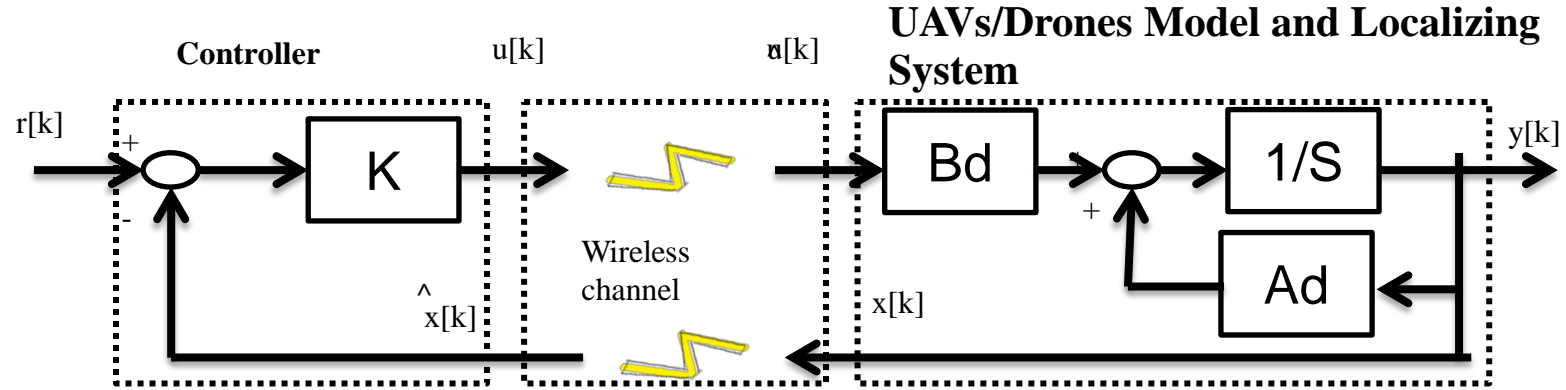 UAVs/Drones Model and Localizing
System
Controller
u[k]
r[k]
y[k]
+
-
K
Bd
+
1/S
Ad
Wireless
channel
^
x[k]
x[k]